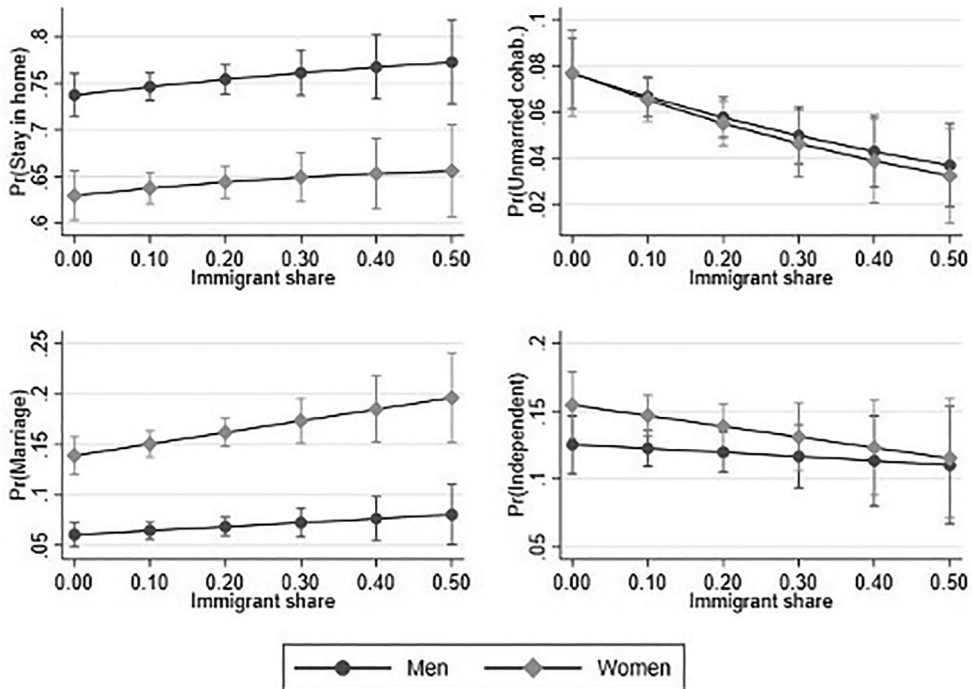 Pr(Stay in home)
.8
.75
.7
.65
.6
0.00 0.10 0.20 0.30 0.40 0.50
Immigrant share
Pr(Unmarried cohab.)
.1
.08
.06
.04
.02
0.00 0.10 0.20 0.30 0.40 0.50
Immigrant share
Pr(Marriage)
.25
.2
.15
.1
.05
0.00 0.10 0.20 0.30 0.40 0.50
Immigrant share
Pr(Independent)
.2
.15
.1
.05
0.00 0.10 0.20 0.30 0.40 0.50
Immigrant share
Men Women